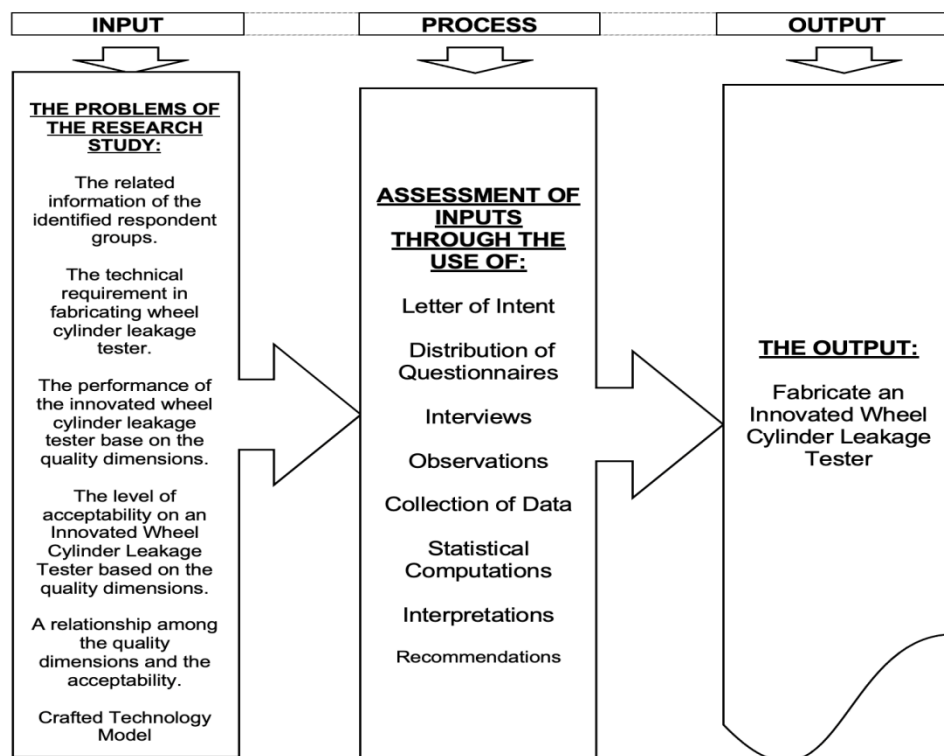 INPUT
PROCESS
OUTPUT
THE PROBLEMS OF
THE RESEARCH
STUDY:
The related
information of the
identified respondent
groups.
The technical
requirement in
fabricating wheel
cylinder leakage
tester.
The performance of
the innovated wheel
cylinder leakage
tester base on the
quality dimensions.
The level of
acceptability on an
Innovated Wheel
Cylinder Leakage
Tester based on the
quality dimensions.
A relationship among
the quality
dimensions and the
acceptability.
Crafted Technology
Model
ASSESSMENT OF
INPUTS
THROUGH THE
USE OF:
Letter of Intent
Distribution of
Questionnaires
Interviews
Observations
Collection of Data
Statistical
Computations
Interpretations
Recommendations
THE OUTPUT:
Fabricate an
Innovated Wheel
Cylinder Leakage
Tester